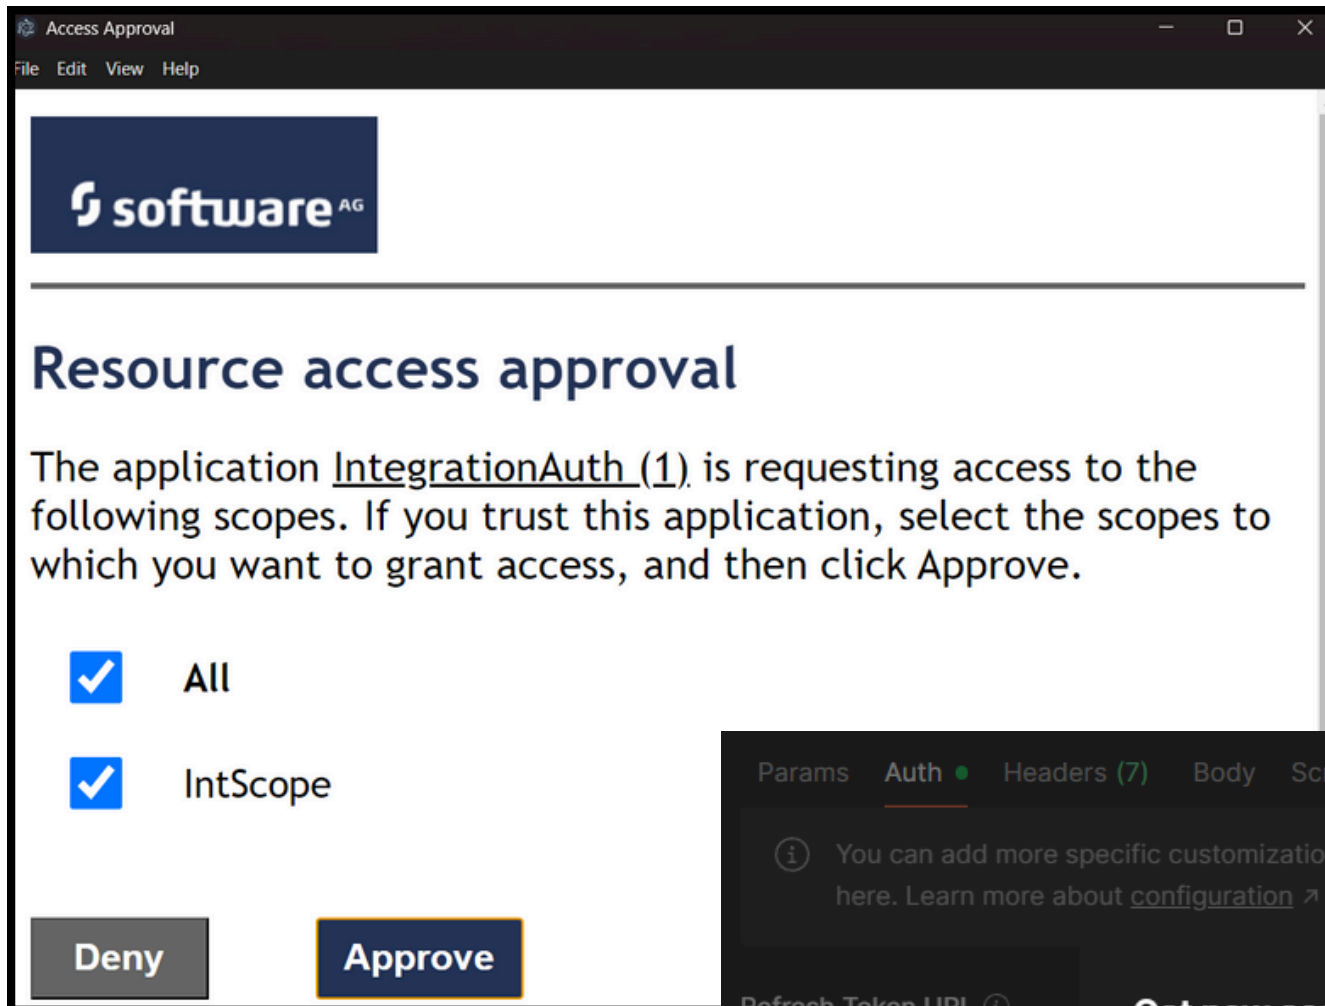 Access Approval
File Edit View Help
software AG
Resource access approval
The application IntegrationAuth (1) is requesting access to the
following scopes. If you trust this application, select the scopes to
which you want to grant access, and then click Approve.
All
IntScope
Deny Approve
Params Auth Headers (7) Body
You can add more specific
here. Learn more about configuration ↗
Refresh Token URL